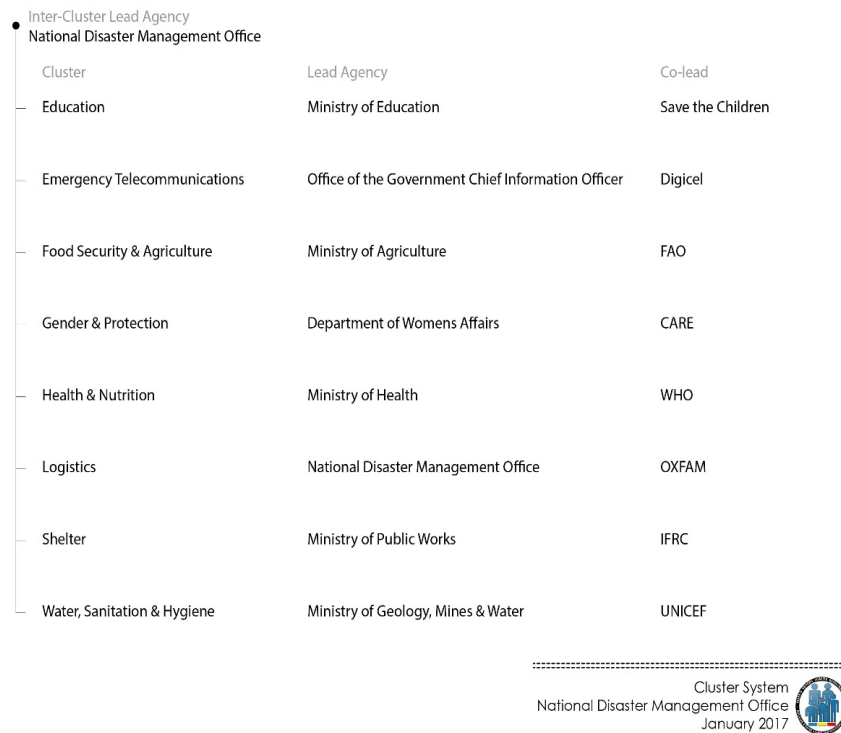 Inter-Cluster Lead Agency
National Disaster Management Office
Cluster Lead Agency Co-lead
Education Ministry of Education Save the Children
Emergency Telecommunications Office of the Government Chief Information Officer Digicel
Food Security & Agriculture Ministry of Agriculture FAO
Gender & Protection Department of Womens Affairs CARE
Health & Nutrition Ministry of Health WHO
Logistics National Disaster Management Office OXFAM
Shelter Ministry of Public Works IFRC
Water, Sanitation & Hygiene Ministry of Geology, Mines & Water UNICEF
Cluster System
National Disaster Management Office
January 2017